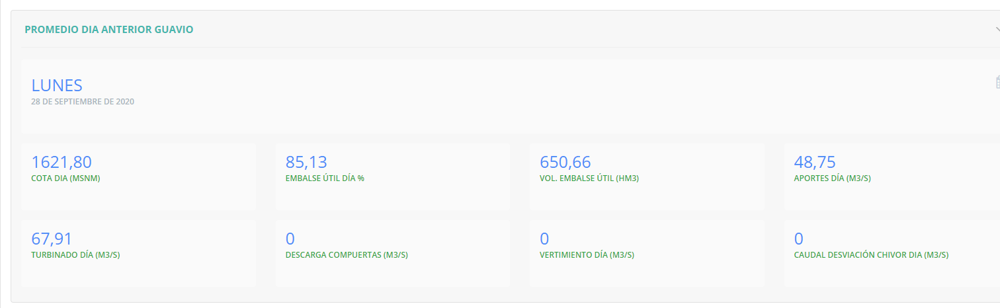 PROMEDIO DIA ANTERIOR GUAVIO
LUNES
28 DE SEPTIEMBRE DE 2020
1621,80
COTA DIA (MSNM)
85,13
EMBALSE ÚTIL DÍA %
650,66
VOL. EMBALSE ÚTIL (HM3)
48,75
APORTES DÍA (M3/S)
67,91
TURBINADO DÍA (M3/S)
0
DESCARGA COMPUERTAS (M3/S)
0
VERTIMIENTO DÍA (M3/S)
0
CAUDAL DESVIACIÓN CHIVOR DIA (M3/S)